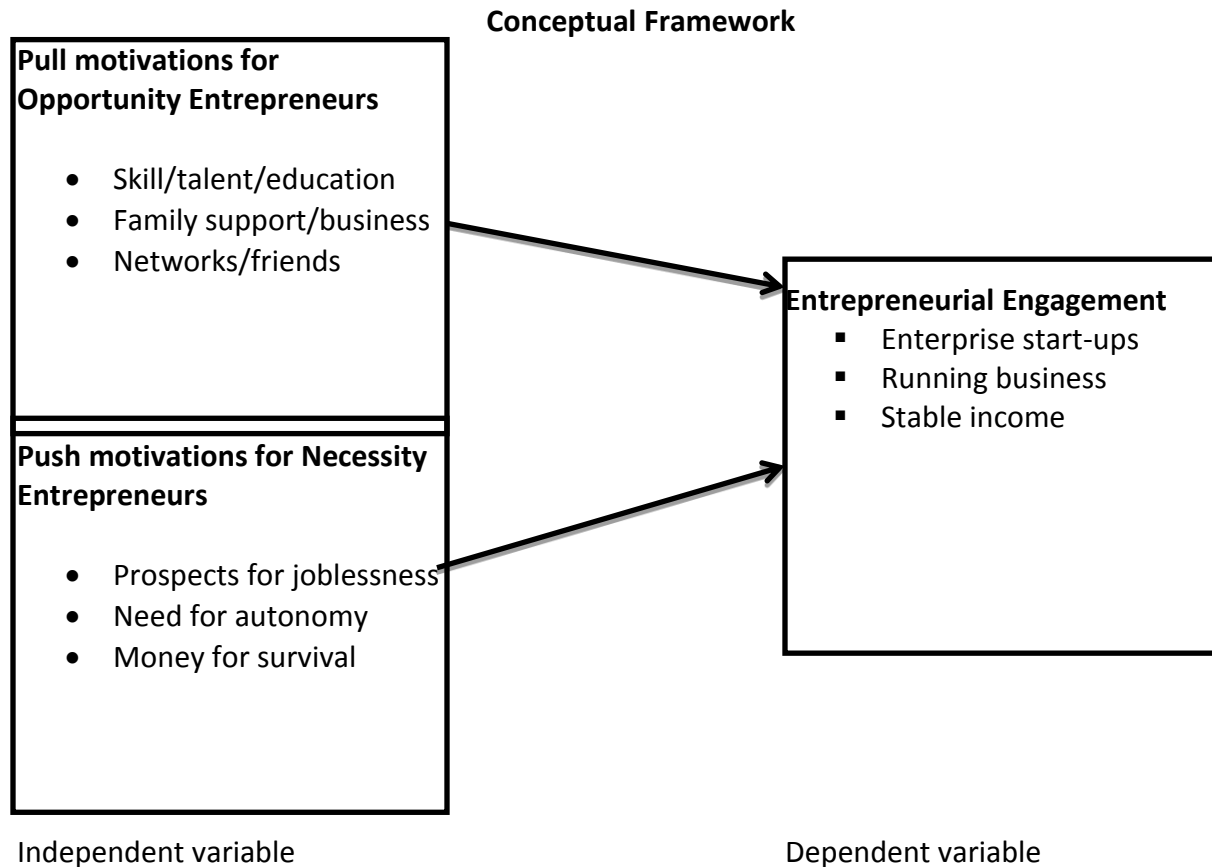 Conceptual Framework
Pull motivations for
Opportunity Entrepreneurs
• Skill/talent/education
• Family support/business
• Networks/friends
Push motivations for Necessity
Entrepreneurs
• Prospects for joblessness
• Need for autonomy
• Money for survival
Independent variable
Entrepreneurial Engagement
▪ Enterprise start-ups
▪ Running business
▪ Stable income
Dependent variable